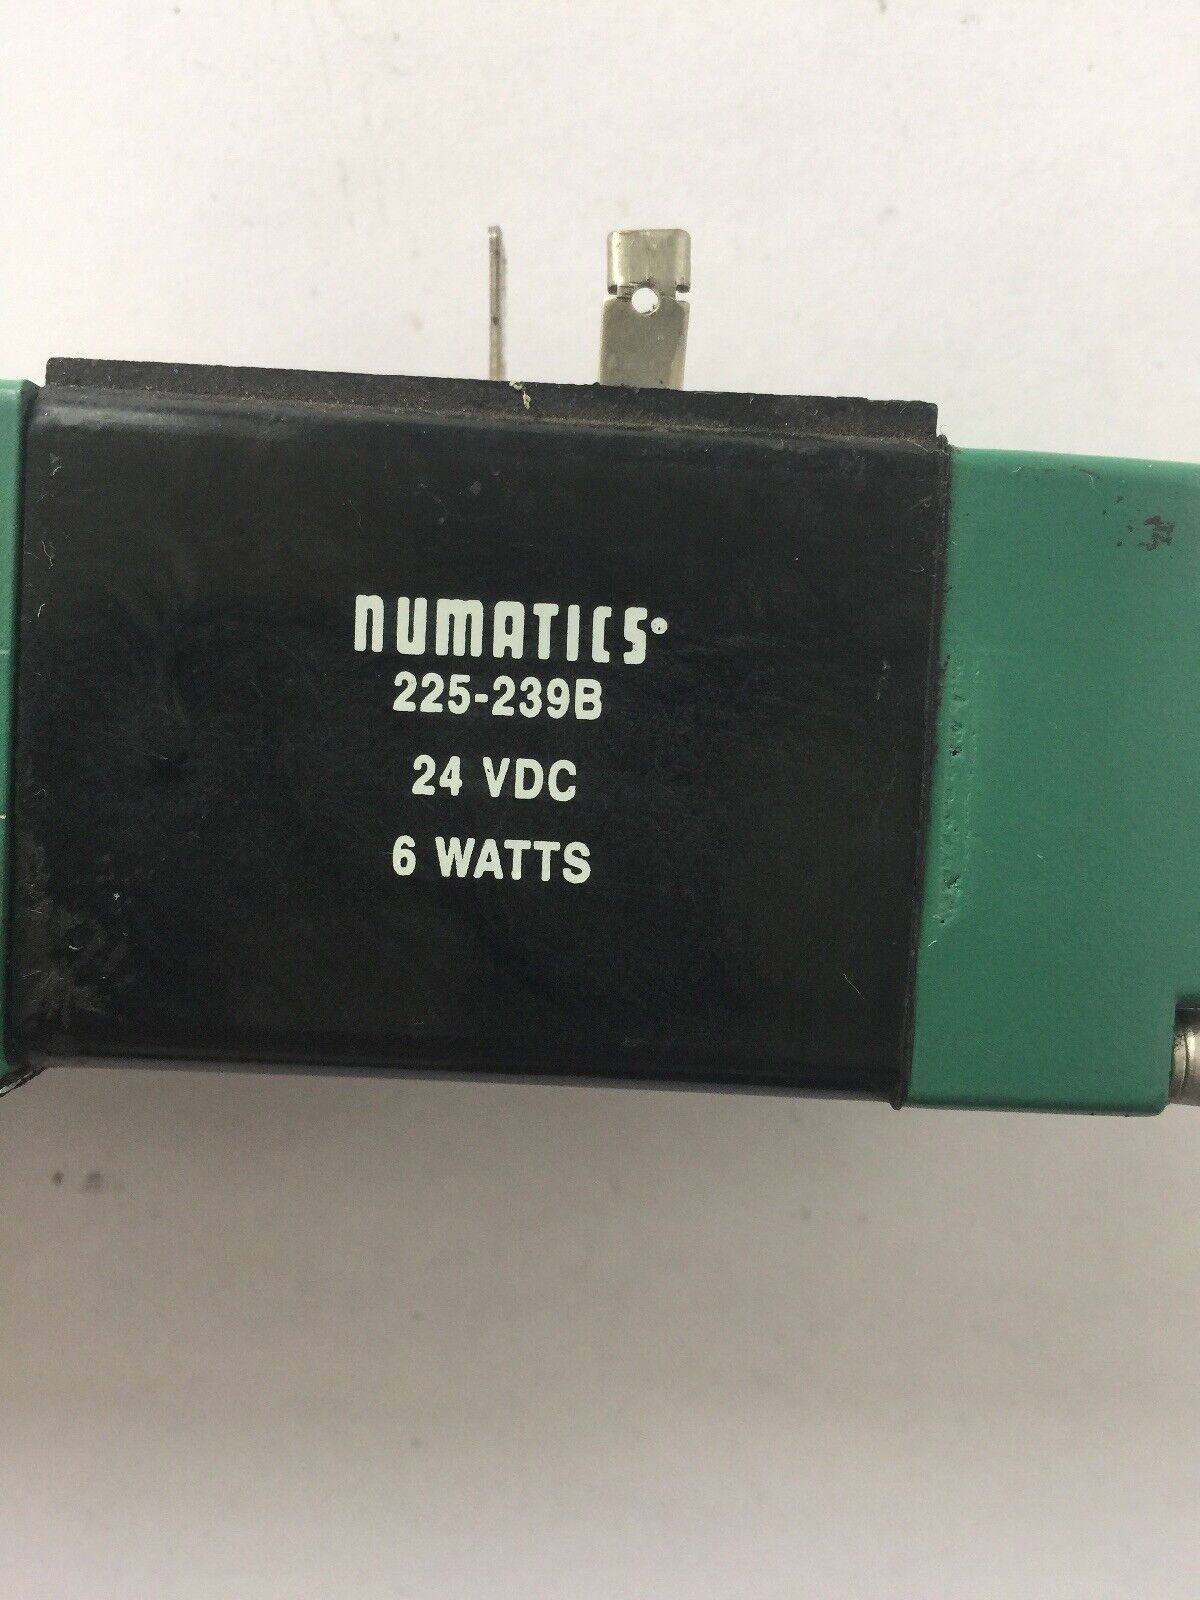 numatics®
225-239B
24 VDC
6 WATTS